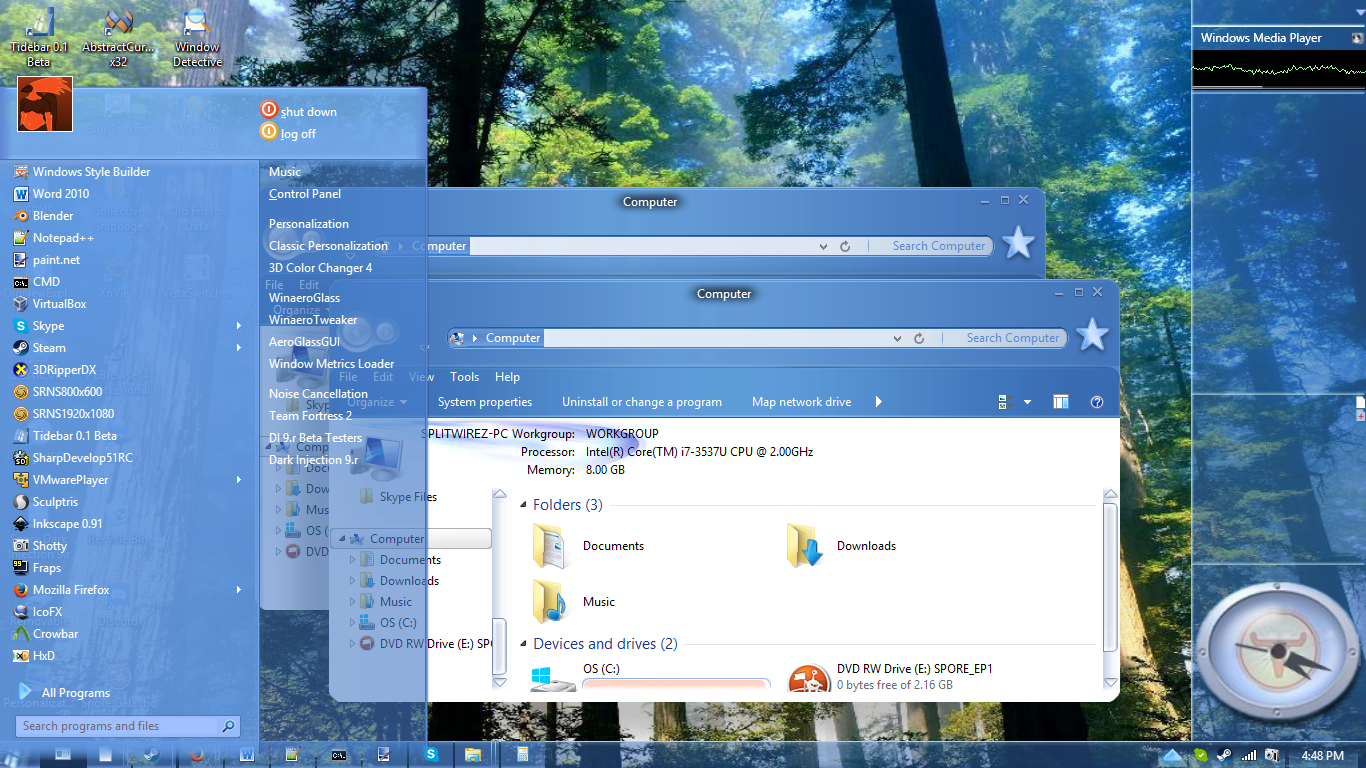 Tidebar 0.1 Beta
AbstractCur... x32
Window Detective
shut down
log off
Windows Style Builder
Word 2010
Blender
Notepad++
paint.net
CMD
VirtualBox
Skype
Steam
3DRipperDX
SRNS800x600
SRNS1920x1080
Tidebar 0.1 Beta
SharpDevelop51RC
VMwarePlayer
Sculptris
Inkscape 0.91
Shotty
Fraps
Mozilla Firefox
IcoFX
Crowbar
HxD
All Programs
Search programs and files
Music
Control Panel
Personalization
Classic Personalization
3D Color Changer 4
WinaeroGlass
WinaeroTweaker
AeroGlassGUI
Window Metrics Loader
Noise Cancellation
Team Fortress 2
DI 9.r Beta Testers
Dark Injection 9.r
Computer
Computer
Search Computer
File Edit
Organize
Computer
Computer
Search Computer
File Edit View Tools Help
Organize System properties Uninstall or change a program Map network drive
SPLITWIREZ-PC Workgroup: WORKGROUP
Processor: Intel(R) Core(TM) i7-3537U CPU @ 2.00GHz
Memory: 8.00 GB
Skype Files
Computer
Documents
Downloads
Music
OS (C:)
DVD RW Drive (E:) SPO
Folders (3)
Documents
Downloads
Music
Devices and drives (2)
OS (C:)
DVD RW Drive (E:) SPORE_EP1
0 bytes free of 2.16 GB
Windows Media Player
4:48 PM